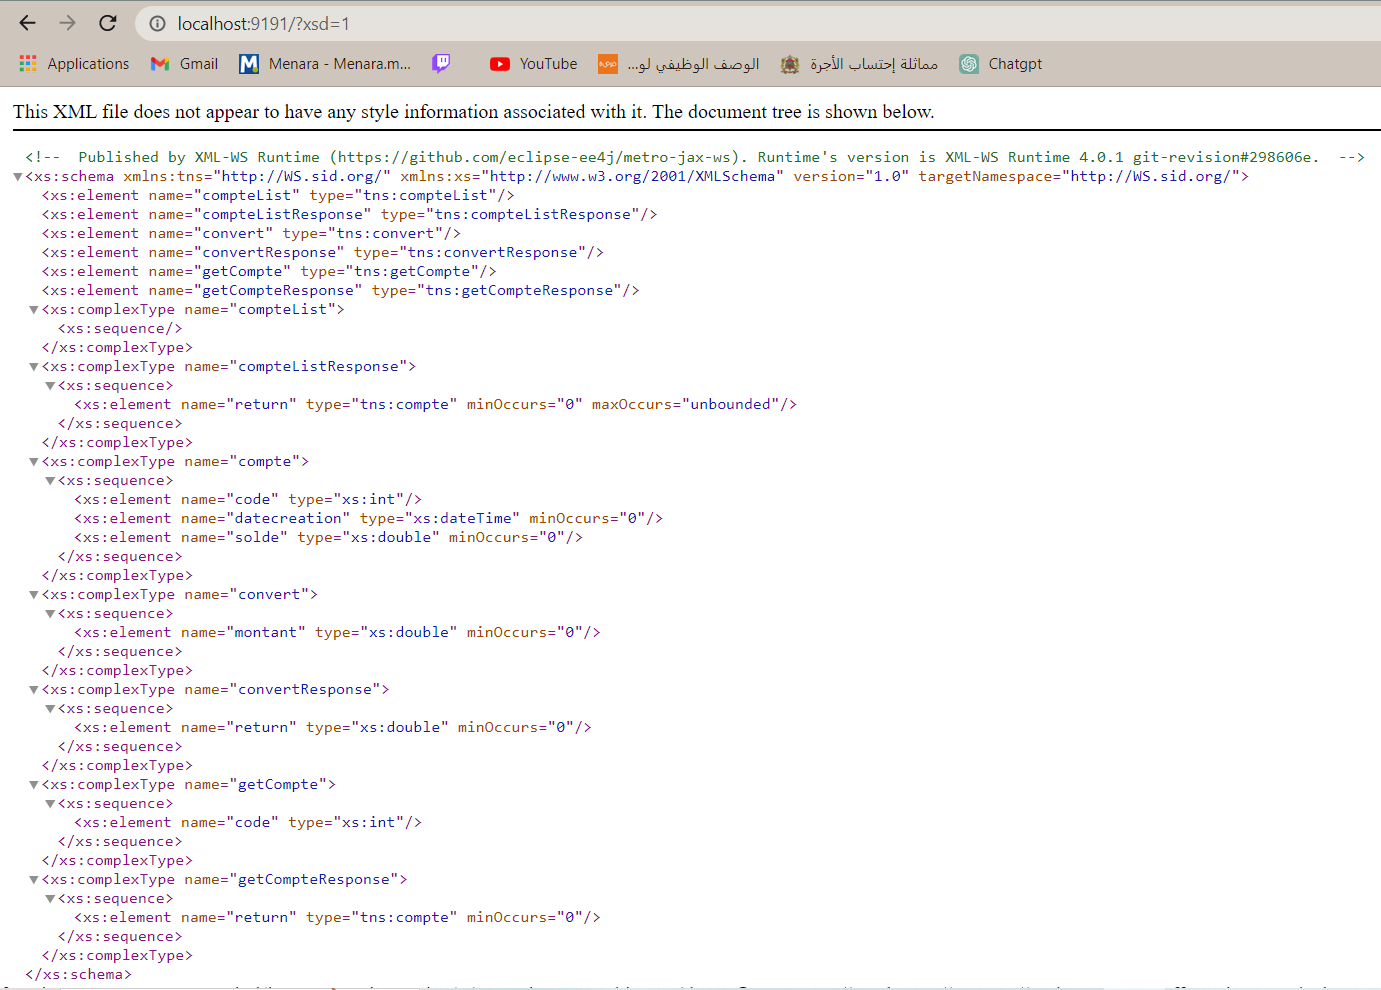 localhost:9191/?xsd=1
Applications Gmail Menara - Menara.m... YouTube الوصف الوظيفي لو... مماثلة إحتساب الأجرة Chatgpt
This XML file does not appear to have any style information associated with it. The document tree is shown below.
<!-- Published by XML-WS Runtime (https://github.com/eclipse-ee4j/metro-jax-ws). Runtime's version is XML-WS Runtime 4.0.1 git-revision#298606e. -->
<xs:schema xmlns:tns="http://WS.sid.org/" xmlns:xs="http://www.w3.org/2001/XMLSchema" version="1.0" targetNamespace="http://WS.sid.org/">
<xs:element name="compteList" type="tns:compteList"/>
<xs:element name="compteListResponse" type="tns:compteListResponse"/>
<xs:element name="convert" type="tns:convert"/>
<xs:element name="convertResponse" type="tns:convertResponse"/>
<xs:element name="getCompte" type="tns:getCompte"/>
<xs:element name="getCompteResponse" type="tns:getCompteResponse"/>
<xs:complexType name="compteList">
<xs:sequence/>
</xs:complexType>
<xs:complexType name="compteListResponse">
<xs:sequence>
<xs:element name="return" type="tns:compte" minOccurs="0" maxOccurs="unbounded"/>
</xs:sequence>
</xs:complexType>
<xs:complexType name="compte">
<xs:sequence>
<xs:element name="code" type="xs:int"/>
<xs:element name="datecreation" type="xs:dateTime" minOccurs="0"/>
<xs:element name="solde" type="xs:double" minOccurs="0"/>
</xs:sequence>
</xs:complexType>
<xs:complexType name="convert">
<xs:sequence>
<xs:element name="montant" type="xs:double" minOccurs="0"/>
</xs:sequence>
</xs:complexType>
<xs:complexType name="convertResponse">
<xs:sequence>
<xs:element name="return" type="xs:double" minOccurs="0"/>
</xs:sequence>
</xs:complexType>
<xs:complexType name="getCompte">
<xs:sequence>
<xs:element name="code" type="xs:int"/>
</xs:sequence>
</xs:complexType>
<xs:complexType name="getCompteResponse">
<xs:sequence>
<xs:element name="return" type="tns:compte" minOccurs="0"/>
</xs:sequence>
</xs:complexType>
</xs:schema>